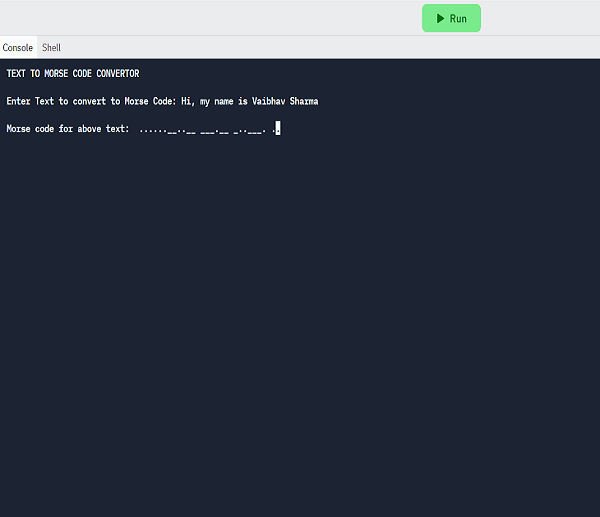 Run
Console Shell
TEXT TO MORSE CODE CONVERTOR
Enter Text to convert to Morse Code: Hi, my name is Vaibhav Sharma
Morse code for above text: ......__..__ ___.__ _..___. ..